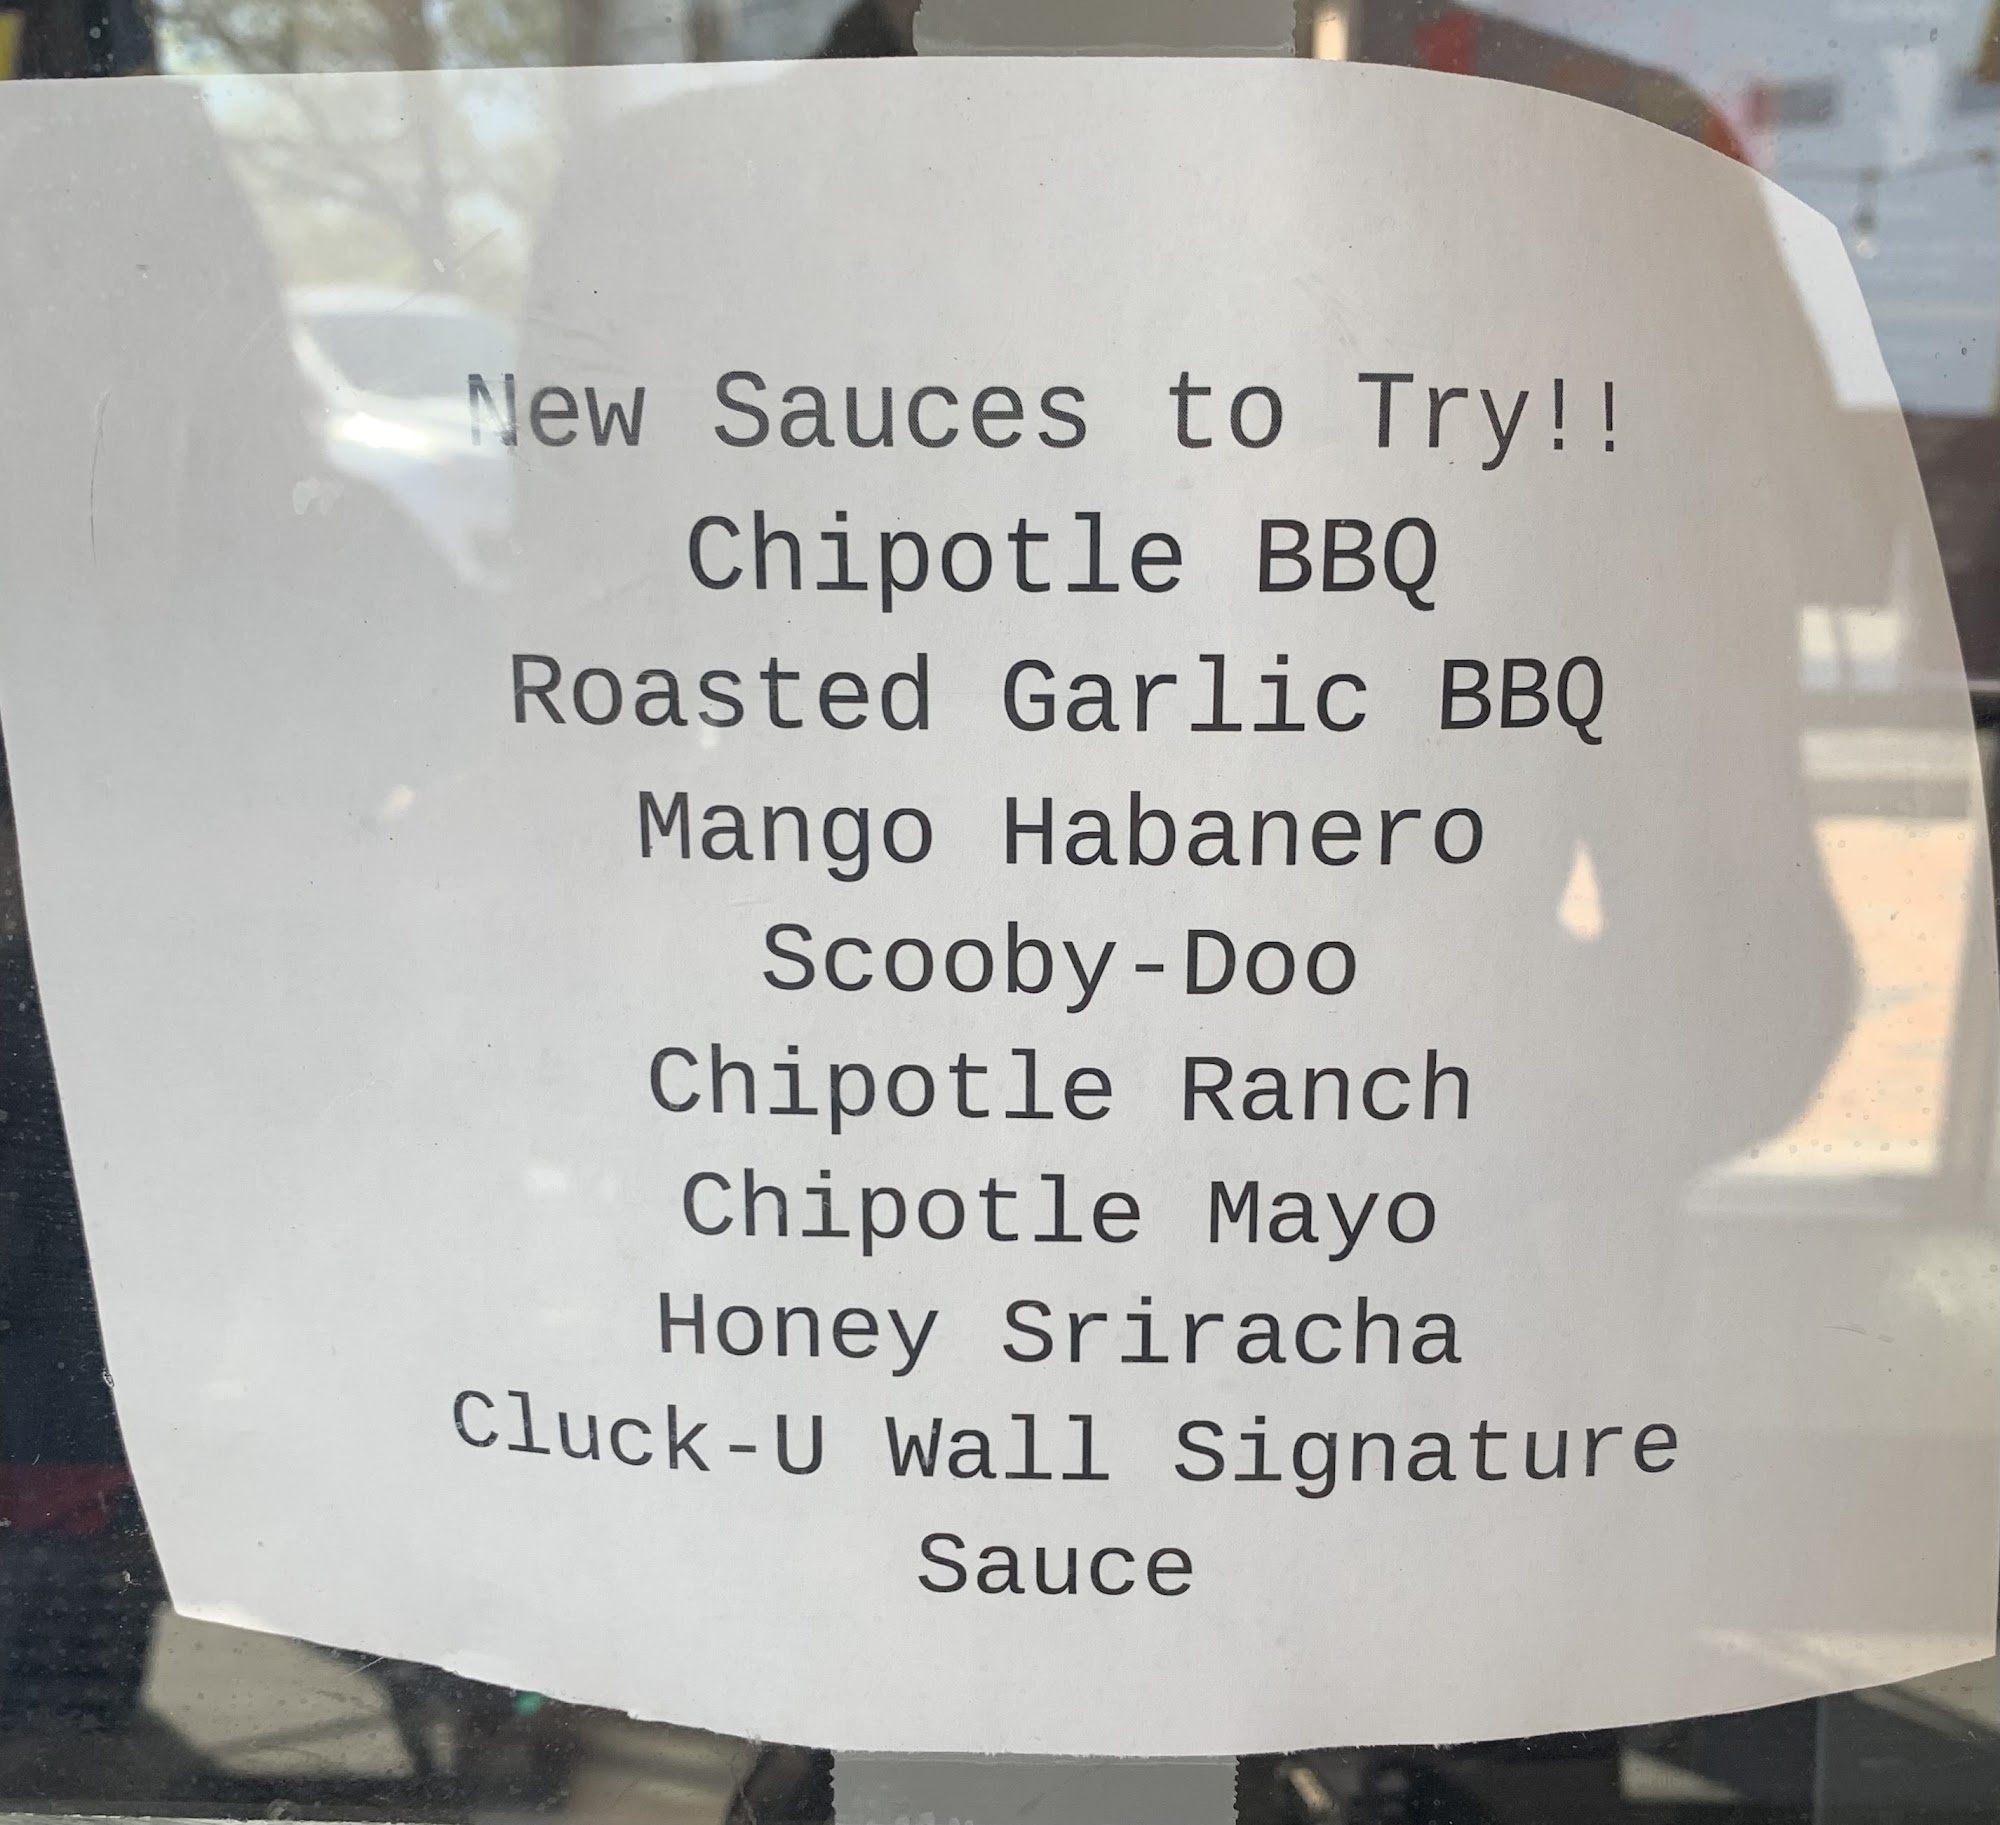 New Sauces to Try!!
Chipotle BBQ
Roasted Garlic BBQ
Mango Habanero
Scooby-Doo
Chipotle Ranch
Chipotle Mayo
Honey Sriracha
Cluck-U Wall Signature
Sauce